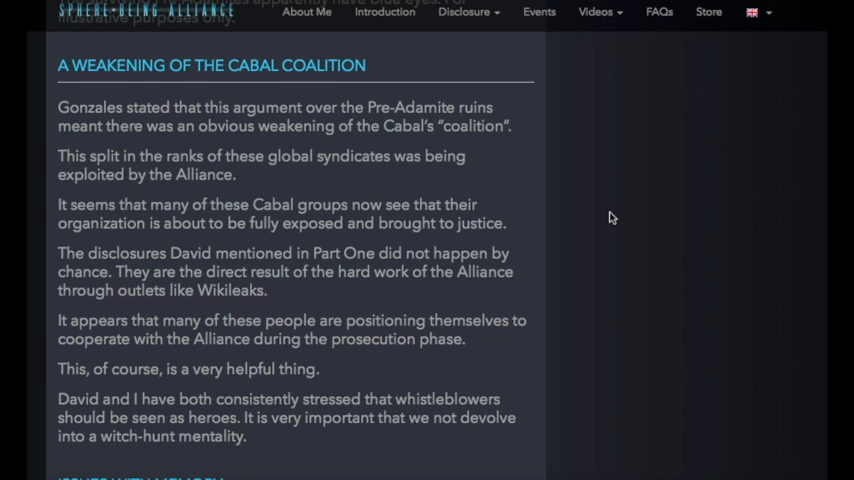 SPHERE BEING ALLIANCE
About Me
Introduction
Disclosure
Events
Videos
FAQs
Store
apparently have blue eyes. For
illustrative purposes only.
A WEAKENING OF THE CABAL COALITION
Gonzales stated that this argument over the Pre-Adamite ruins
meant there was an obvious weakening of the Cabal's "coalition".
This split in the ranks of these global syndicates was being
exploited by the Alliance.
It seems that many of these Cabal groups now see that their
organization is about to be fully exposed and brought to justice.
The disclosures David mentioned in Part One did not happen by
chance. They are the direct result of the hard work of the Alliance
through outlets like Wikileaks.
It appears that many of these people are positioning themselves to
cooperate with the Alliance during the prosecution phase.
This, of course, is a very helpful thing.
David and I have both consistently stressed that whistleblowers
should be seen as heroes. It is very important that we not devolve
into a witch-hunt mentality.
ISSUES WITH MEMORY